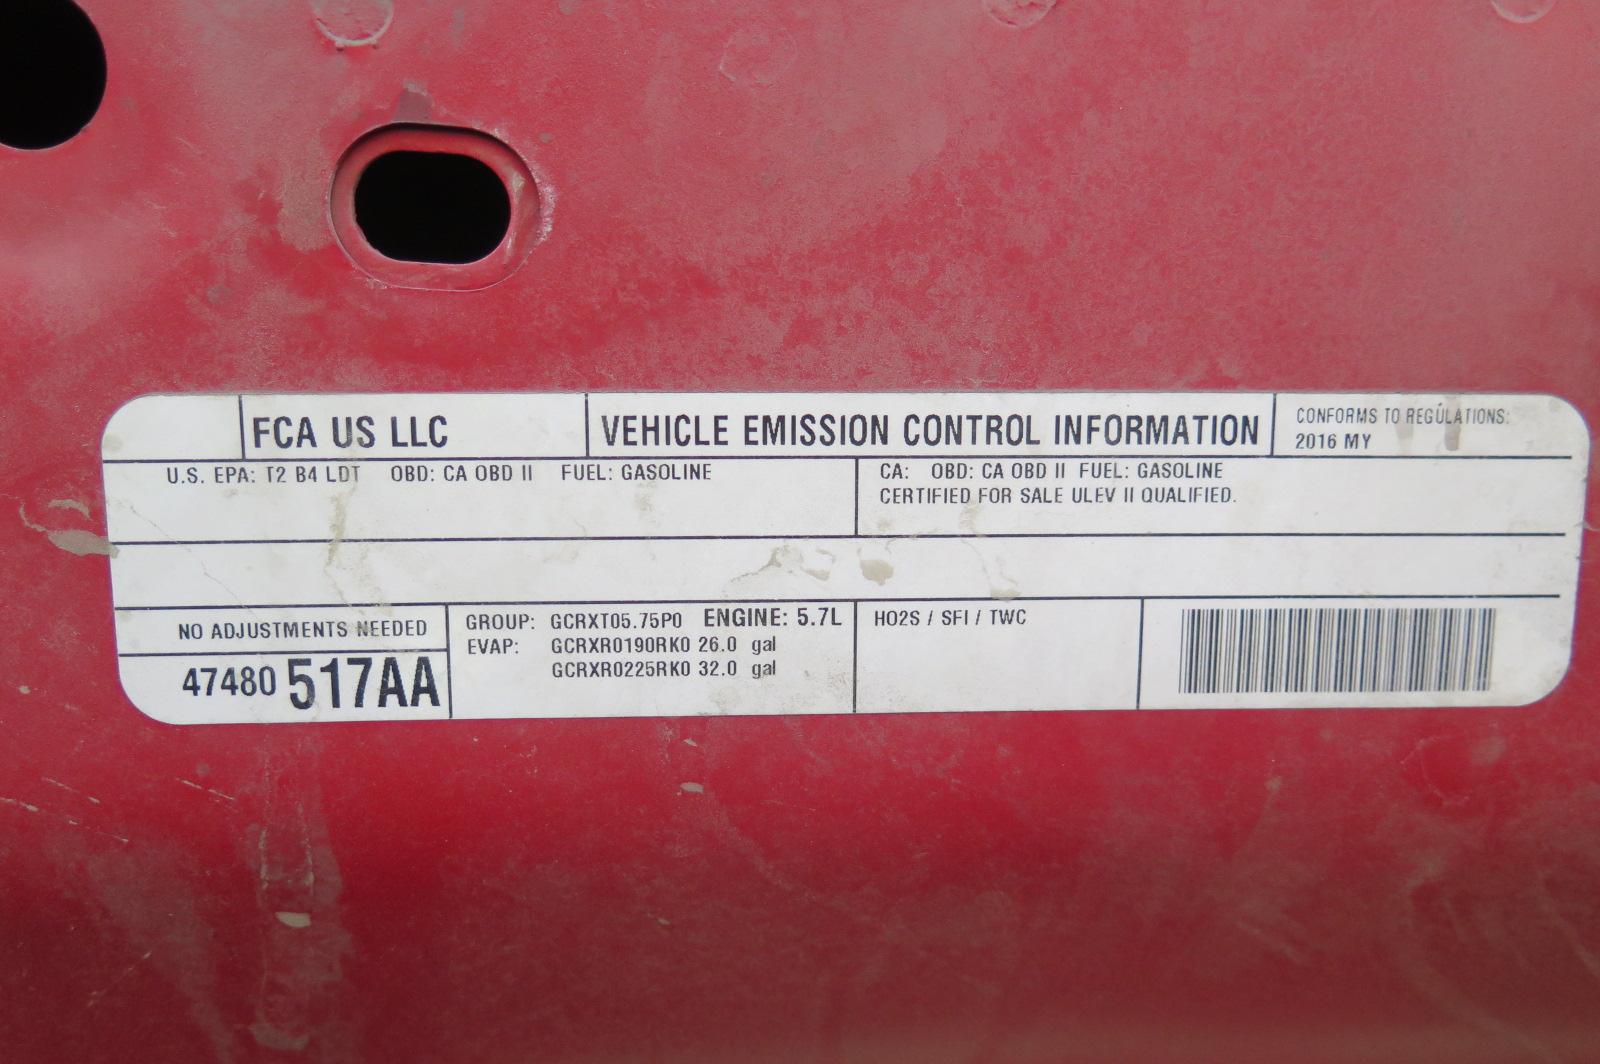 FCA US LLC
VEHICLE EMISSION CONTROL INFORMATION
CONFORMS TO REGULATIONS:
2016 MY
U.S. EPA: T2 B4 LDT OBD: CA OBD II FUEL: GASOLINE
CA: OBD: CA OBD II FUEL: GASOLINE
CERTIFIED FOR SALE ULEV II QUALIFIED.
NO ADJUSTMENTS NEEDED
47480 517AA
GROUP: GCRXT05.75P0 ENGINE: 5.7L
EVAP: GCRXR0190RK0 26.0 gal
GCRXR0225RK0 32.0 gal
HO2S / SFI / TWC